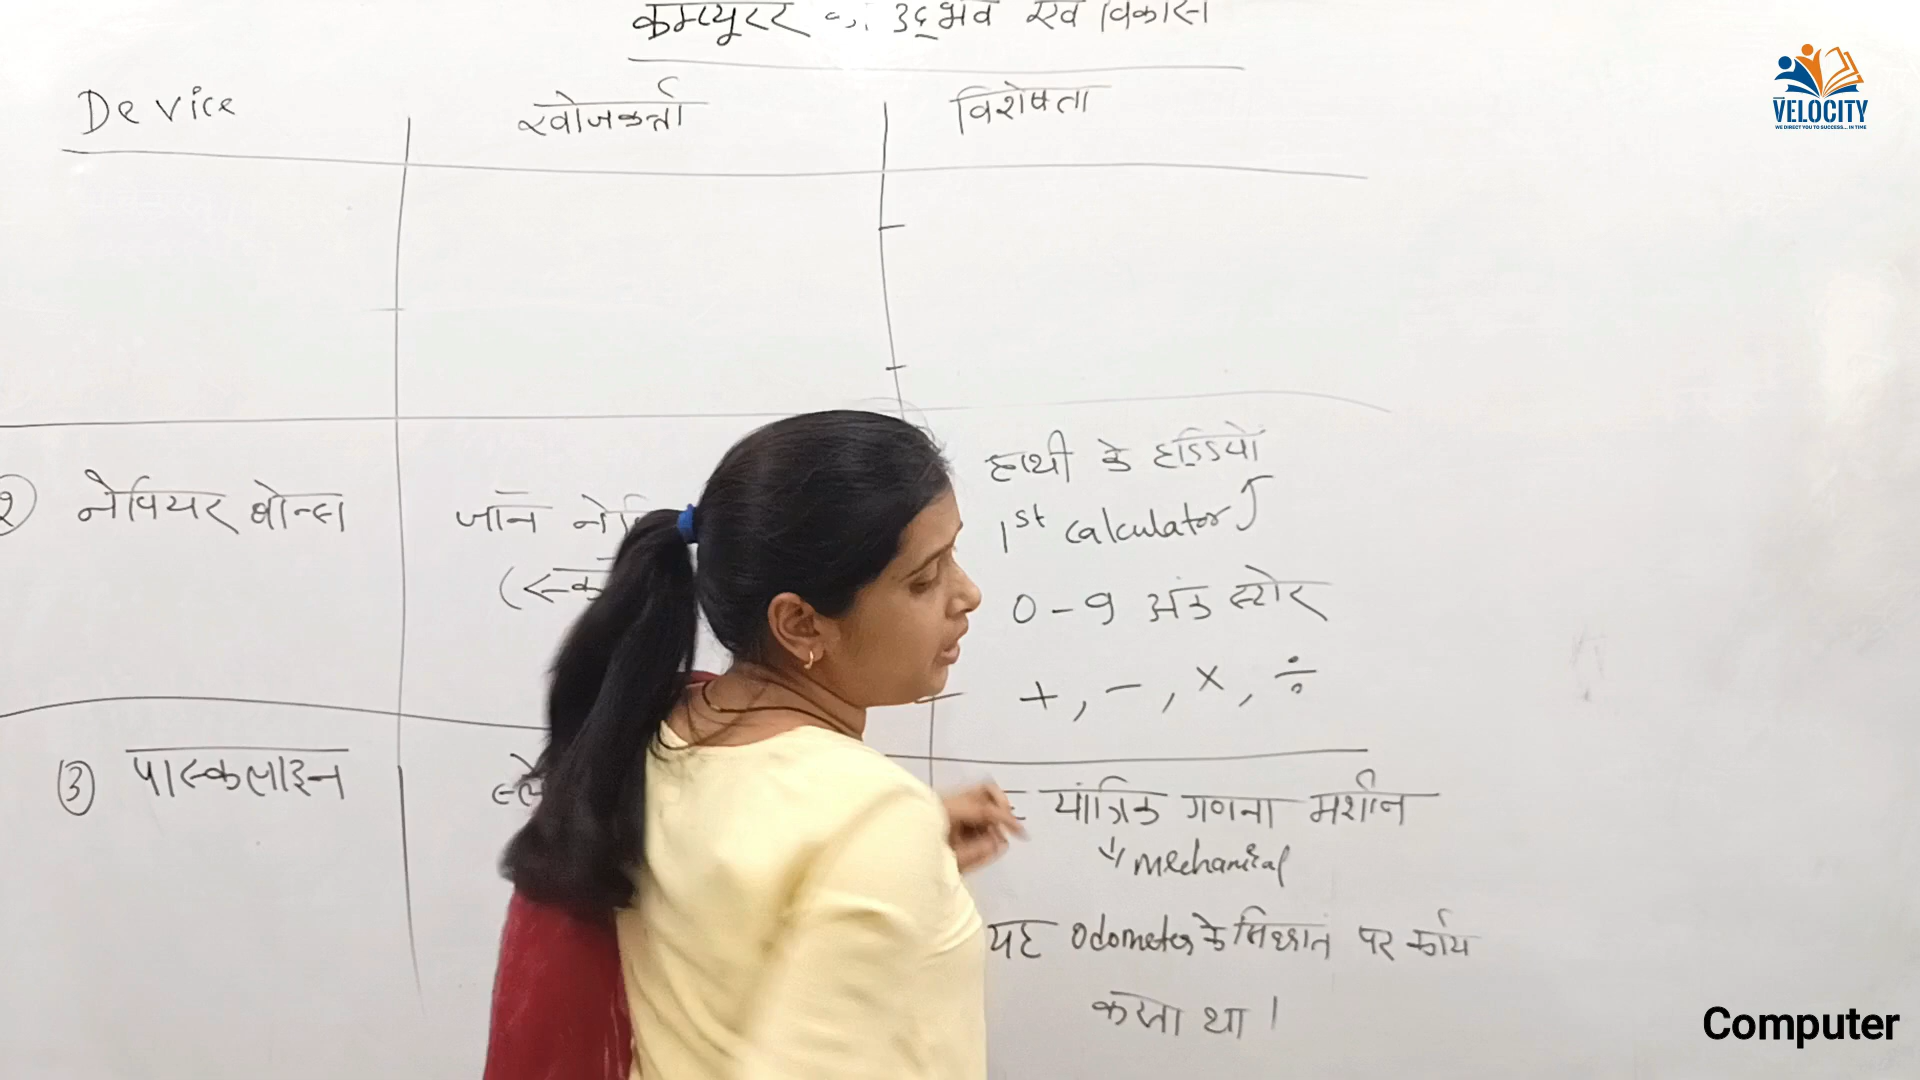 कम्प्यूटर का उद्भव एवं विकास
VELOCITY
WE DIRECT YOU TO SUCCESS... IN TIME
Device
खोजकर्त्ता
विशेषता
२ नेपियर बोन्स
जॉन
हाथी के हड्डियों
1st calculator
0-9 अंक स्टोर
+, -, ×, ÷
③ पास्कलाइन
यांत्रिक गणना मशीन
mechanical
यह Odometer के सिध्दांत पर कार्य
करता था।
Computer